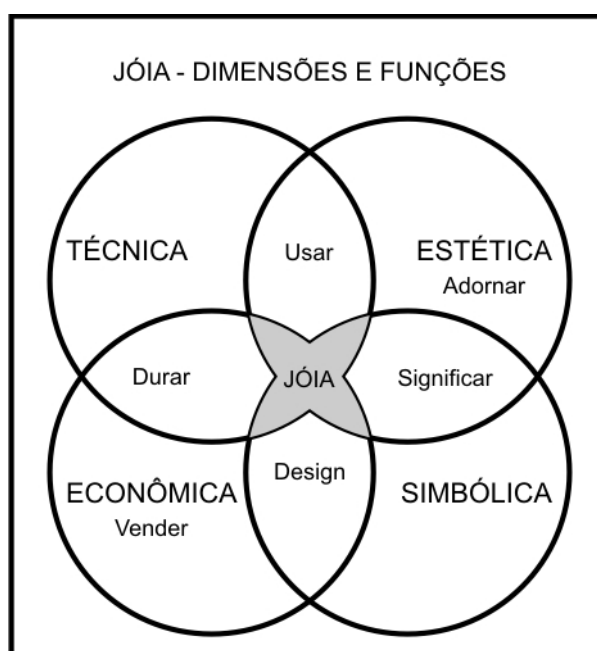 JÓIA - DIMENSÕES E FUNÇÕES
TÉCNICA
Usar
ESTÉTICA
Adornar
Durar
JÓIA
Significar
Design
ECONÔMICA
Vender
SIMBÓLICA